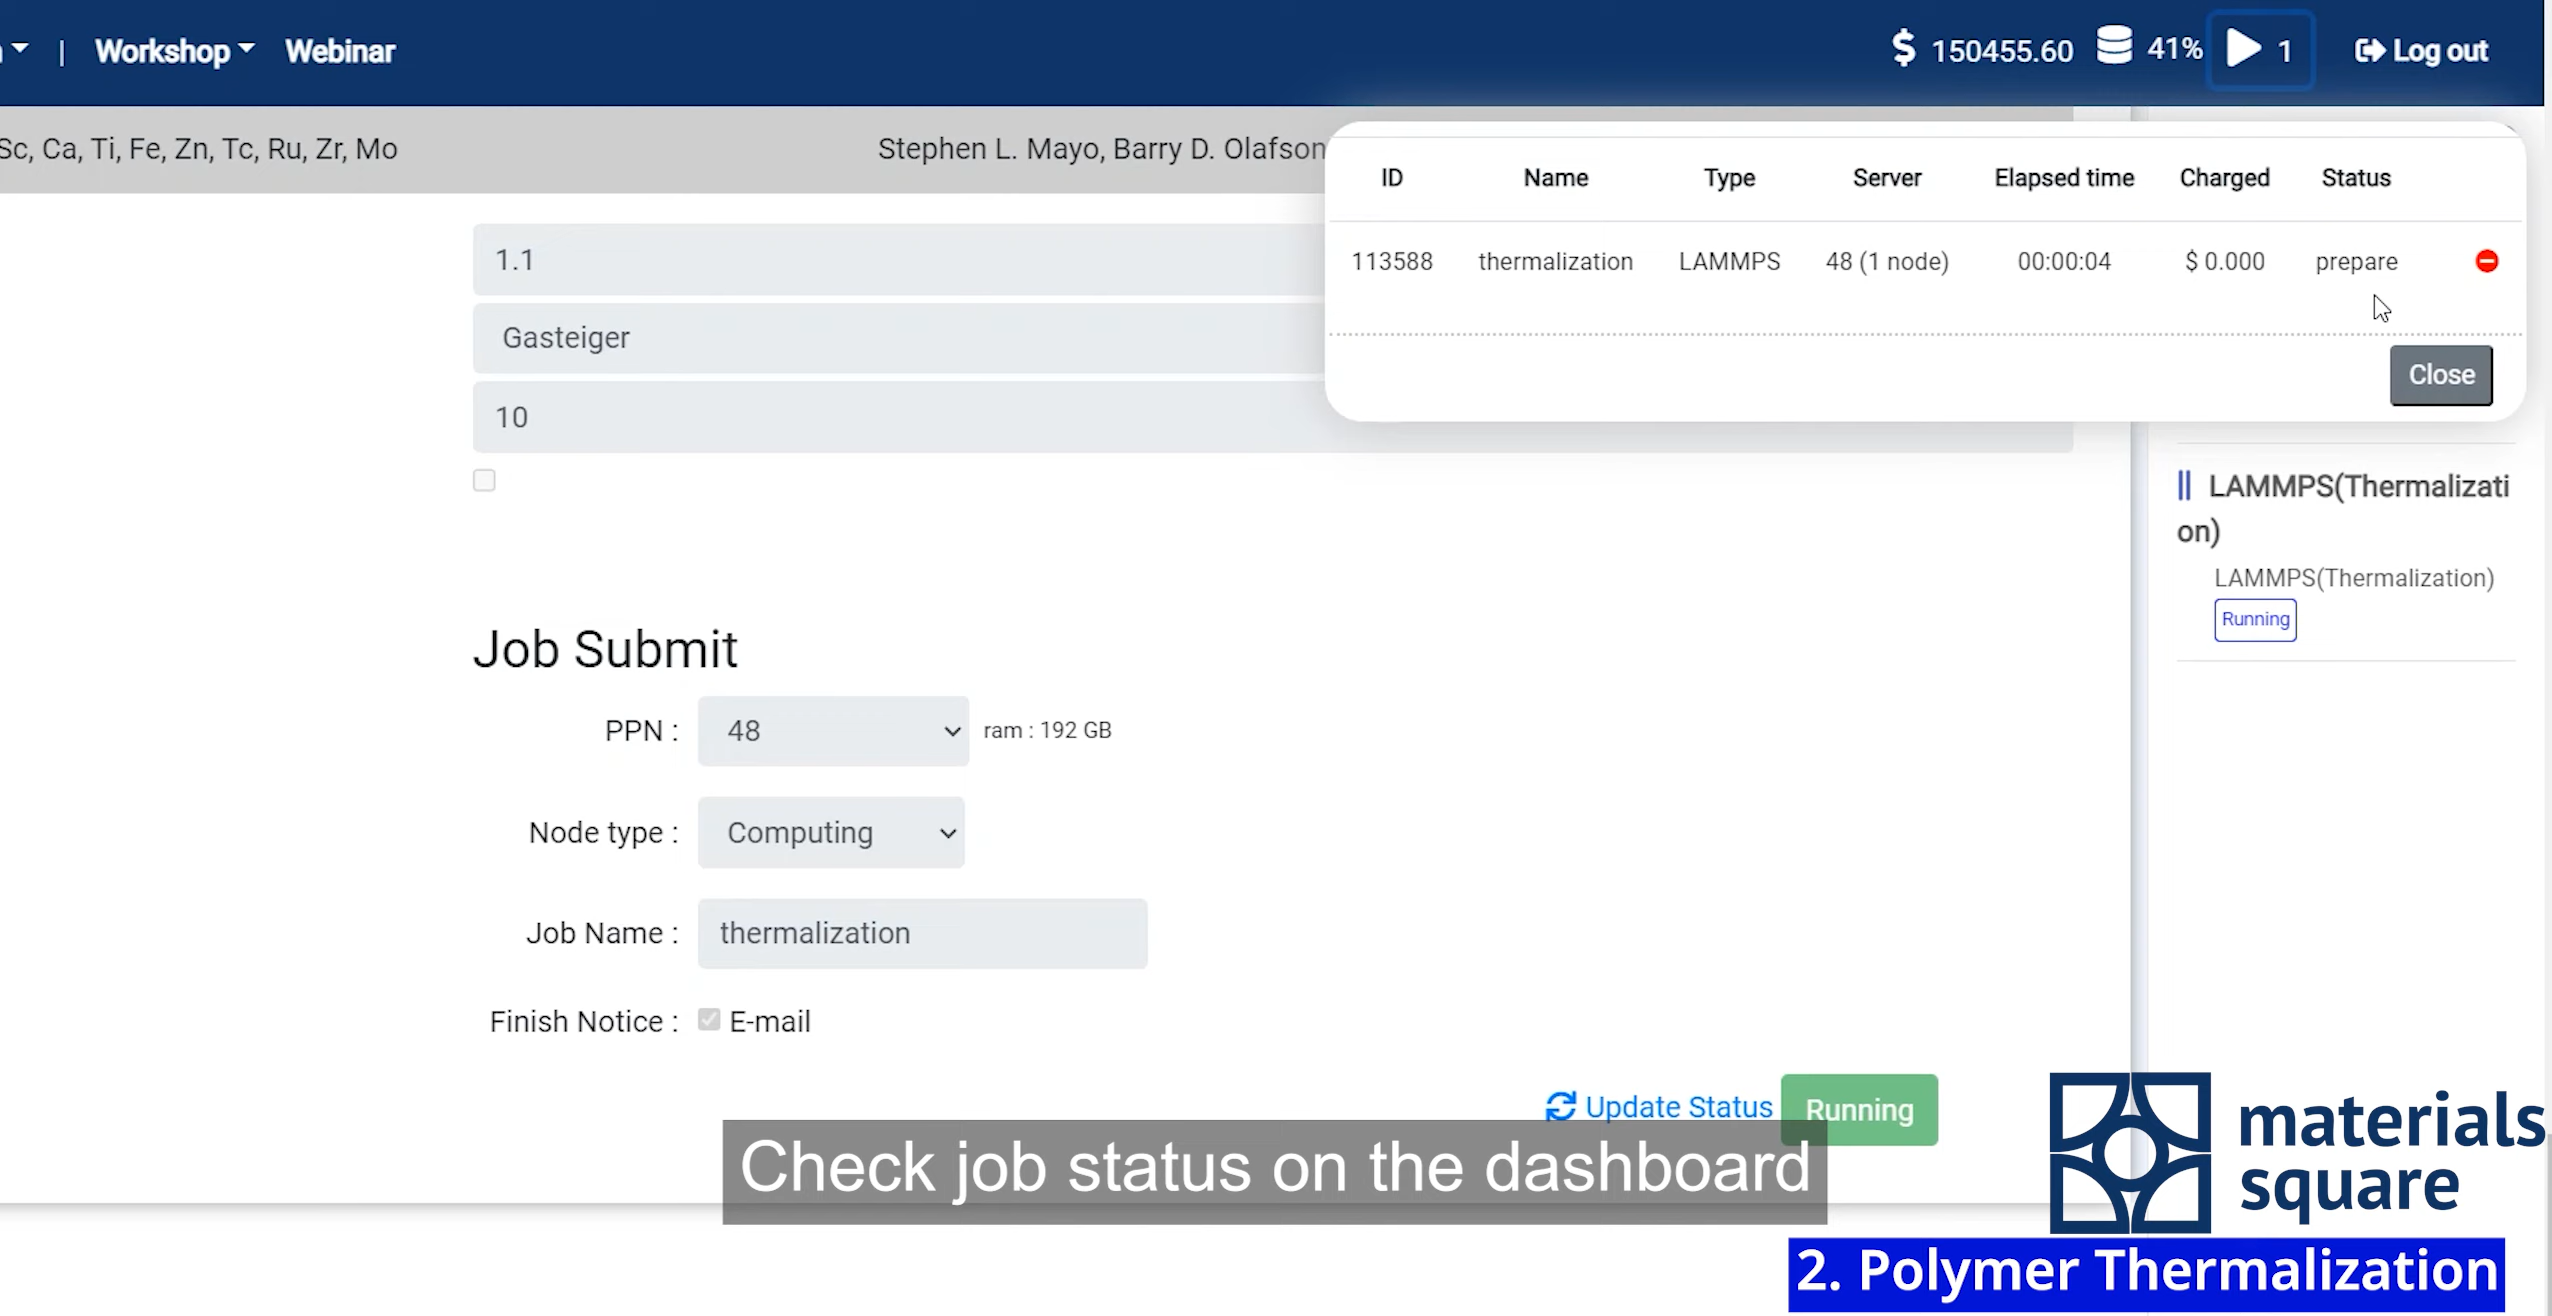 Workshop
|
Webinar
$ 150455.60
41%
1
Log out
Sc, Ca, Ti, Fe, Zn, Tc, Ru, Zr, Mo
Stephen L. Mayo, Barry D. Olafson
ID Name Type Server Elapsed time Charged Status
113588 thermalization LAMMPS 48 (1 node) 00:00:04 $ 0.000 prepare
Close
1.1
Gasteiger
10
LAMMPS(Thermalizati
on)
LAMMPS(Thermalization)
Running
Job Submit
PPN : 48 ram : 192 GB
Node type : Computing
Job Name : thermalization
Finish Notice : E-mail
Update Status Running
Check job status on the dashboard
materials
square
2. Polymer Thermalization